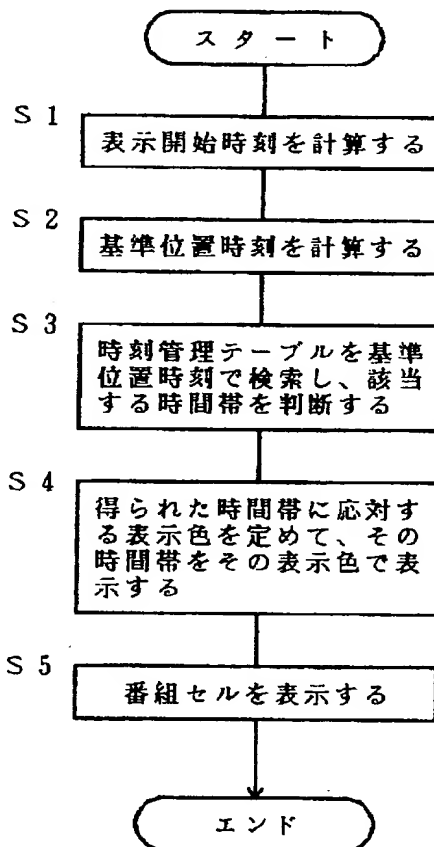 スタート
S 1
表示開始時刻を計算する
S 2
基準位置時刻を計算する
S 3
時刻管理テーブルを基準
位置時刻で検索し、該当
する時間帯を判断する
S 4
得られた時間帯に応対す
る表示色を定めて、その
時間帯をその表示色で表
示する
S 5
番組セルを表示する
エンド